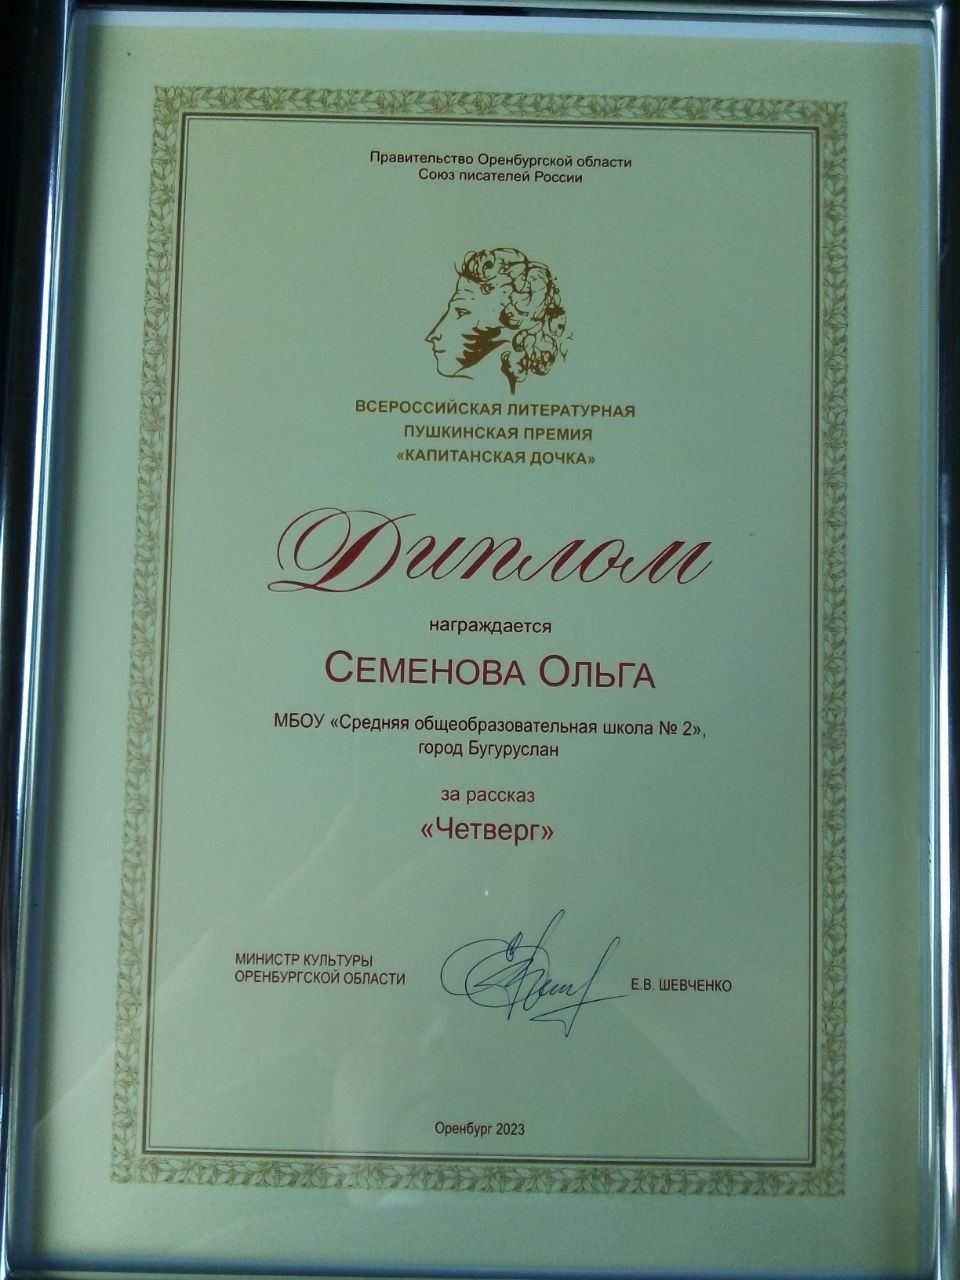 Правительство Оренбургской области
Союз писателей России
ВСЕРОССИЙСКАЯ ЛИТЕРАТУРНАЯ
ПУШКИНСКАЯ ПРЕМИЯ
«КАПИТАНСКАЯ ДОЧКА»
Диплом
награждается
СЕМЕНОВА ОЛЬГА
МБОУ «Средняя общеобразовательная школа № 2»,
город Бугуруслан
за рассказ
«Четверг»
МИНИСТР КУЛЬТУРЫ
ОРЕНБУРГСКОЙ ОБЛАСТИ
Е.В. ШЕВЧЕНКО
Оренбург 2023